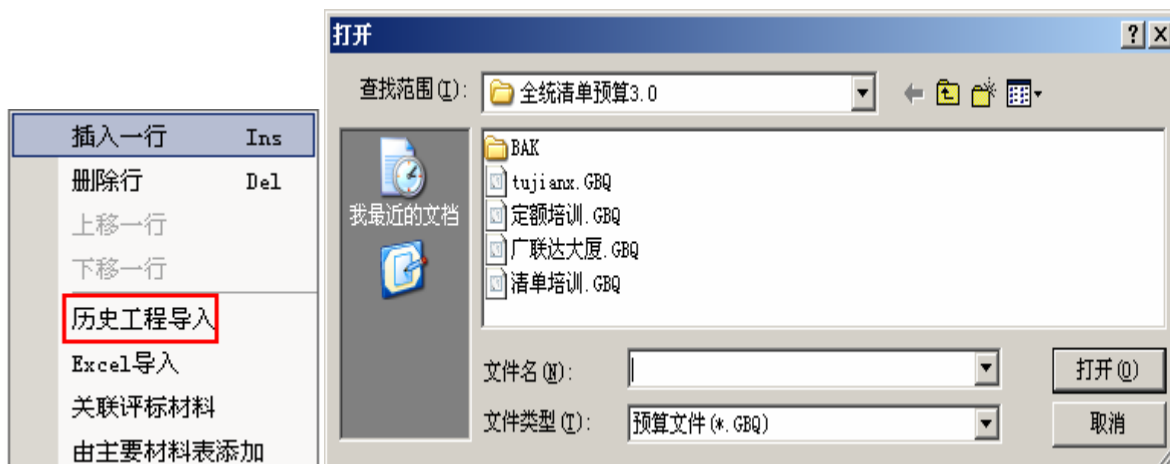 插入一行 Ins
删除行 Del
上移一行
下移一行
历史工程导入
Excel导入
关联评标材料
由主要材料表添加
打开
查找范围(I):
全统清单预算3.0
我最近的文档
BAK
tujianx.GBQ
定额培训.GBQ
广联达大厦.GBQ
清单培训.GBQ
文件名(N):
打开(O)
文件类型(T):
预算文件(*.GBQ)
取消